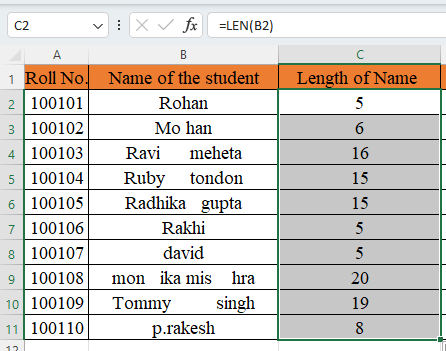 C2 fx =LEN(B2)
A B C
1 Roll No. Name of the student Length of Name
2 100101 Rohan 5
3 100102 Mo han 6
4 100103 Ravi      meheta 16
5 100104 Ruby     tondon 15
6 100105 Radhika   gupta 15
7 100106 Rakhi 5
8 100107 david 5
9 100108 mon   ika mis    hra 20
10 100109 Tommy         singh 19
11 100110 p.rakesh 8
12